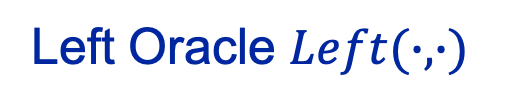 Left Oracle 𝐿𝑒𝑓𝑡(·,·)